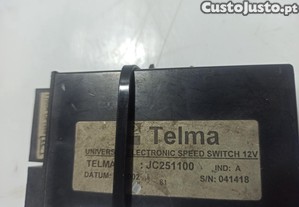 CustoJusto.pt
Telma
UNIVERSAL ELECTRONIC SPEED SWITCH 12V
TELMA : JC251100 IND: A
DATUM: S/N: 041418